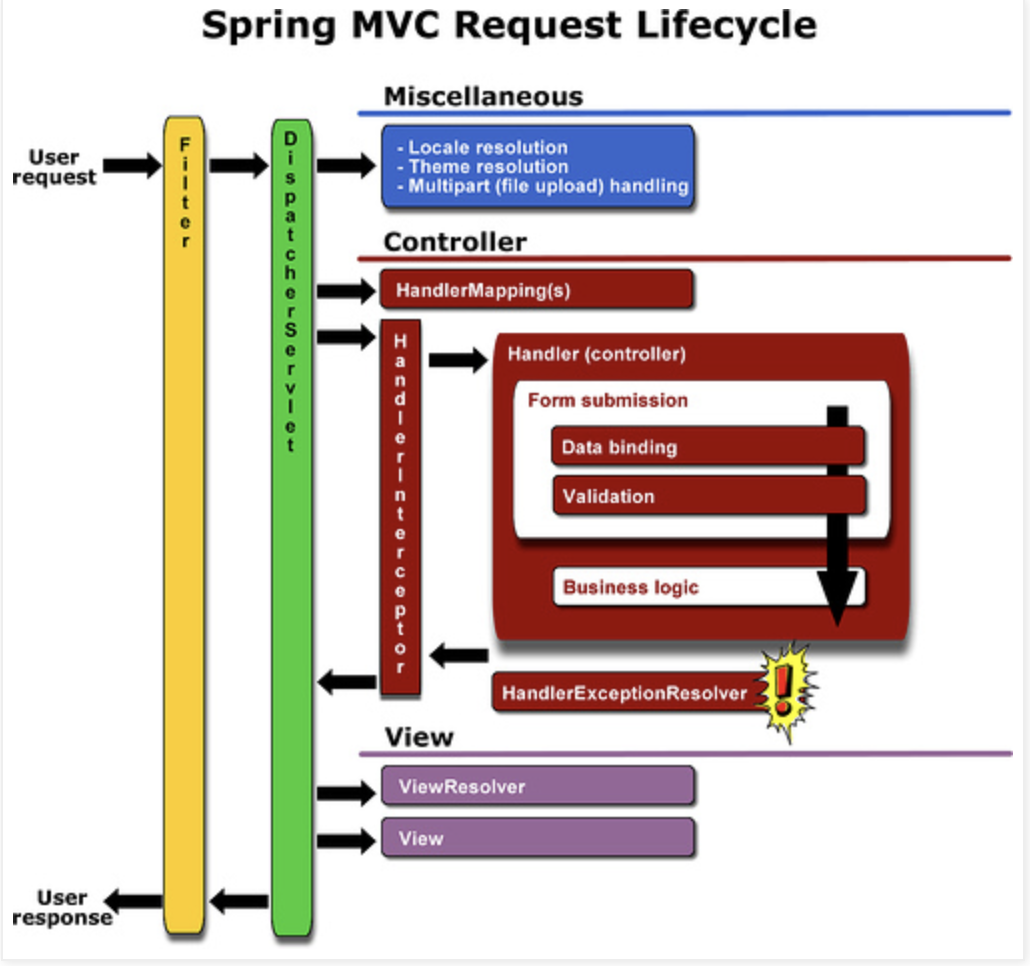 Spring MVC Request Lifecycle
Miscellaneous
User
request
Filter
DispatcherServlet
- Locale resolution
- Theme resolution
- Multipart (file upload) handling
Controller
HandlerMapping(s)
HandlerInterceptor
Handler (controller)
Form submission
Data binding
Validation
Business logic
HandlerExceptionResolver
!
View
ViewResolver
View
User
response